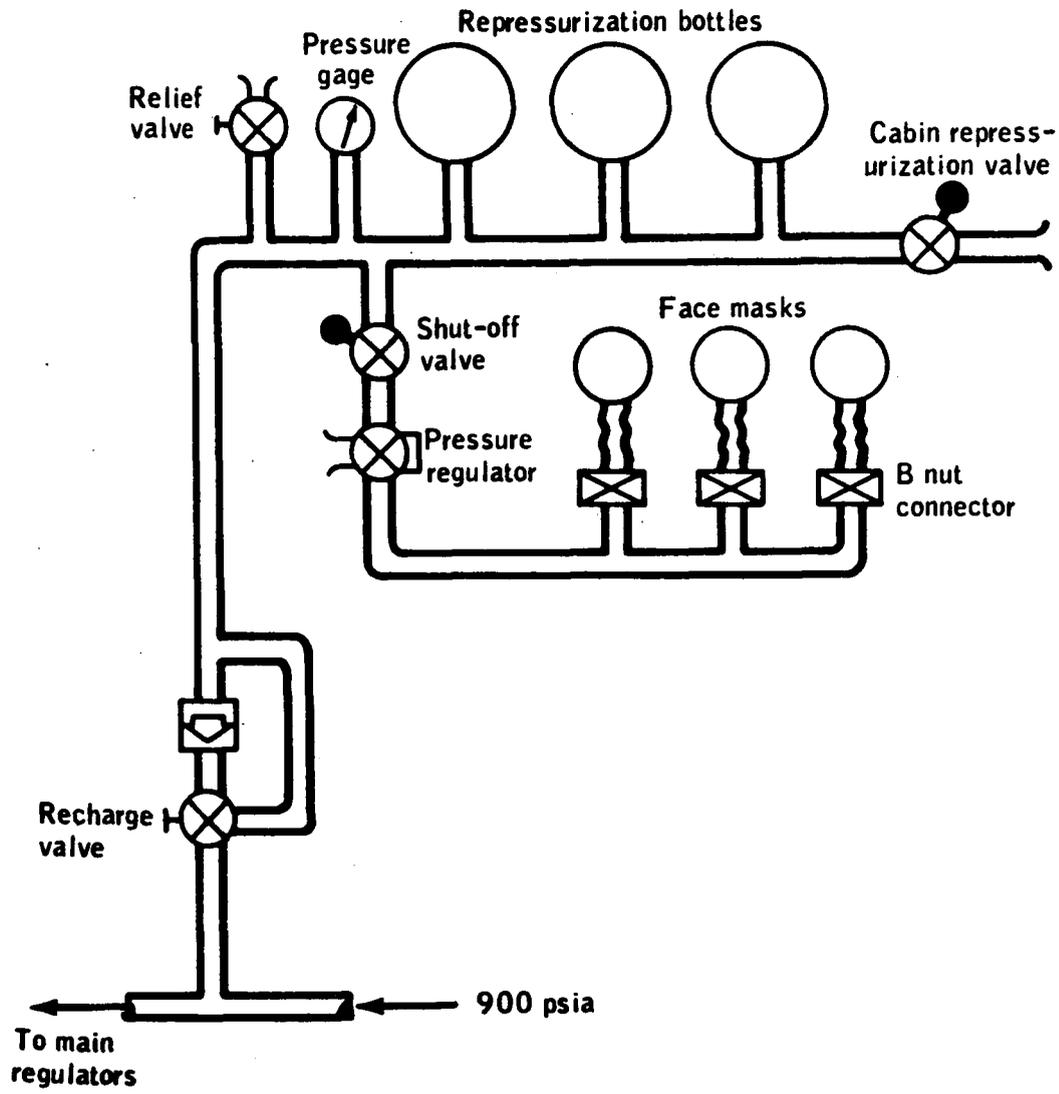 Repressurization bottles
Pressure
gage
Relief
valve
Cabin repress-
urization valve
Shut-off
valve
Face masks
Pressure
regulator
B nut
connector
Recharge
valve
900 psia
To main
regulators